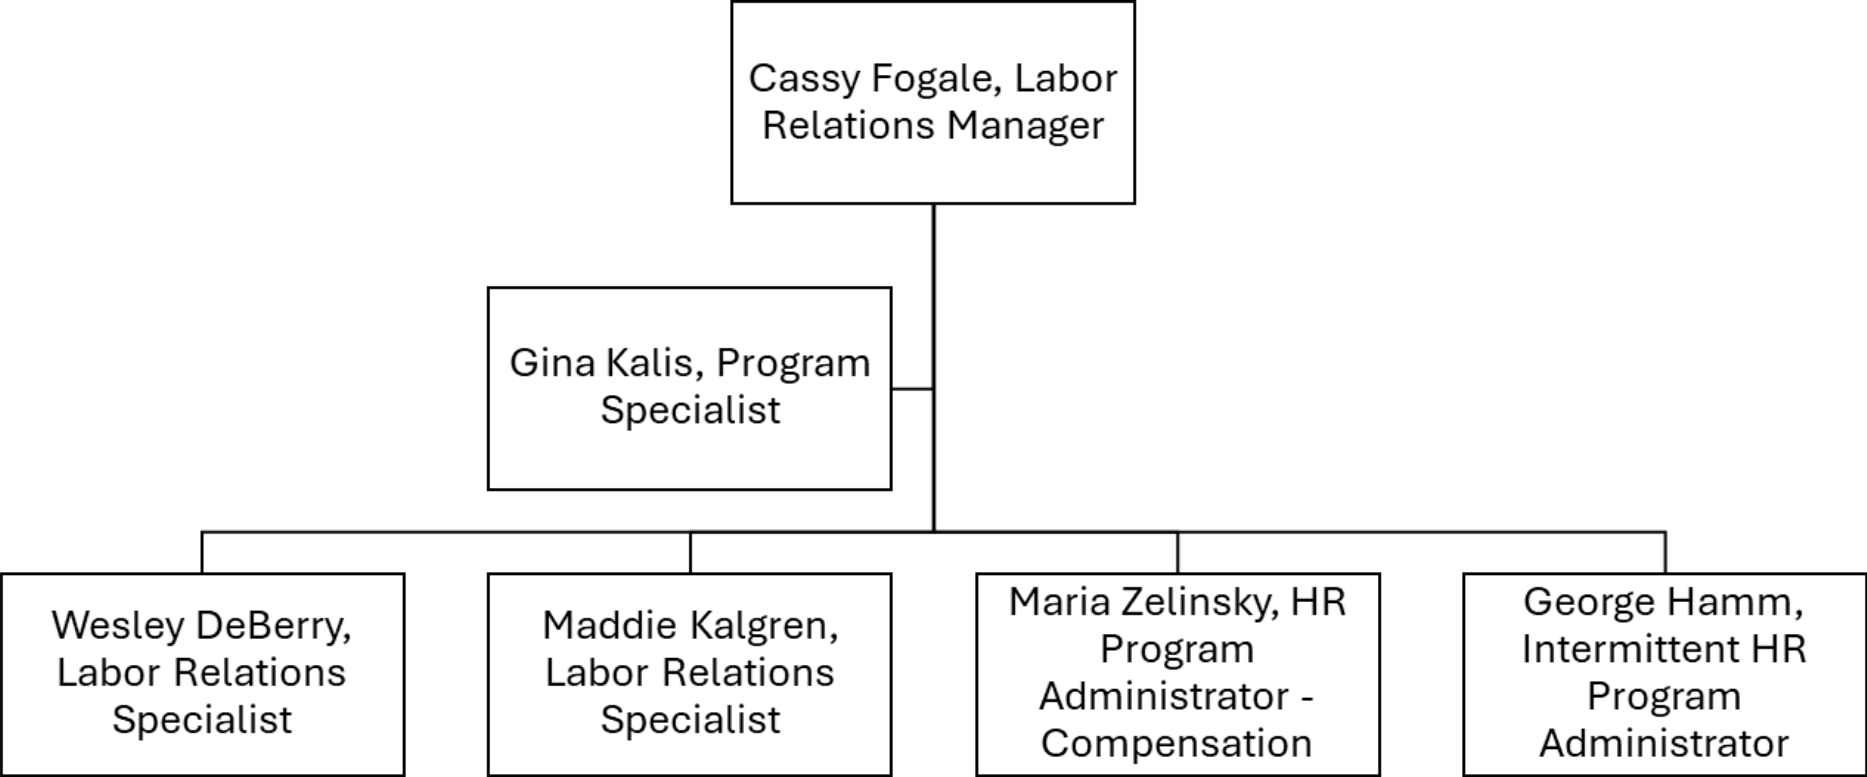 Cassy Fogale, Labor
Relations Manager
Gina Kalis, Program
Specialist
Wesley DeBerry,
Labor Relations
Specialist
Maddie Kalgren,
Labor Relations
Specialist
Maria Zelinsky, HR
Program
Administrator -
Compensation
George Hamm,
Intermittent HR
Program
Administrator